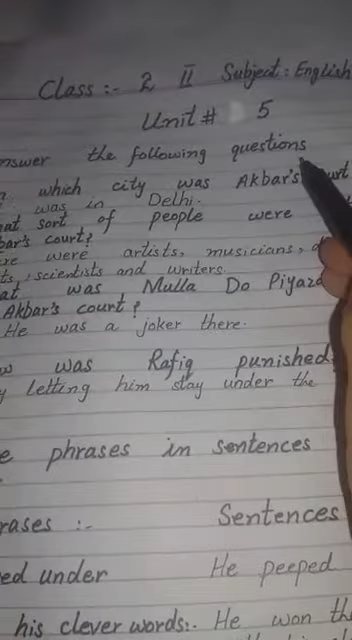 Class :- 2 II Subject : English
Unit # 5
nswer the following questions
n which city was Akbar's urt
was in Delhi.
at sort of people were
bar's court?
re were artists, musicians,
ts, scientists and writers.
at was Mulla Do Piyaza
Akbar's court?
He was a joker there.
w was Rafiq punished
y letting him stay under the
e phrases in sentences
rases :- Sentences
ed under He peeped
his clever words:- He won th